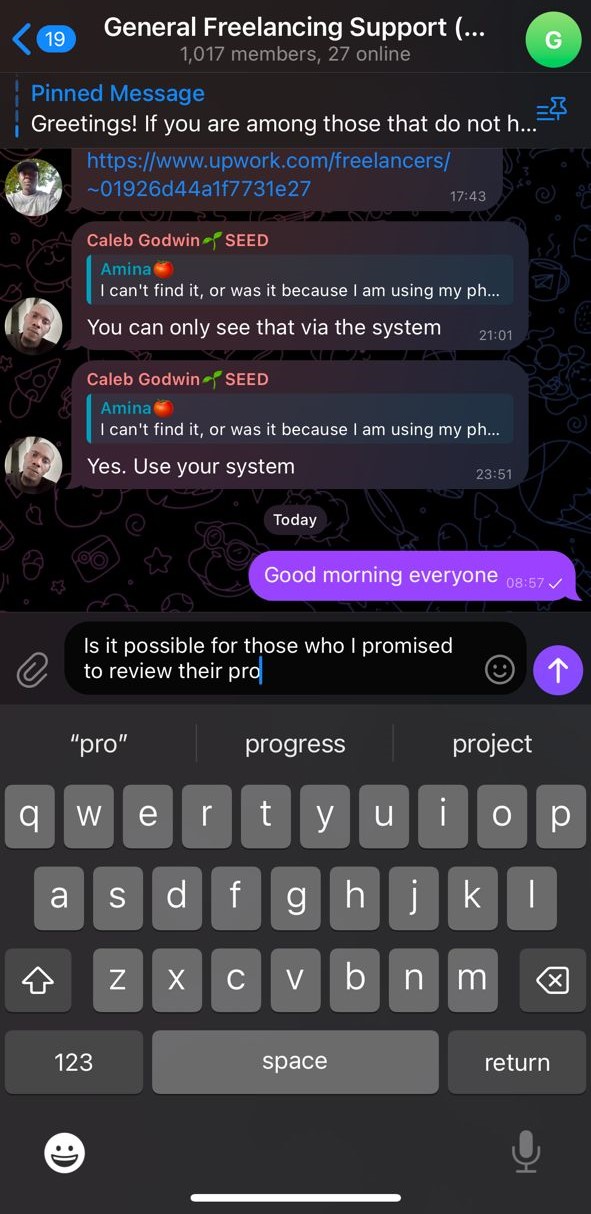 19
General Freelancing Support (...
1,017 members, 27 online
G
Pinned Message
Greetings! If you are among those that do not h...
https://www.upwork.com/freelancers/
~01926d44a1f7731e27
17:43
Caleb Godwin🌱SEED
Amina🍅
I can't find it, or was it because I am using my ph...
You can only see that via the system
21:01
Caleb Godwin🌱SEED
Amina🍅
I can't find it, or was it because I am using my ph...
Yes. Use your system
23:51
Today
Good morning everyone 08:57
Is it possible for those who I promised
to review their pro
“pro” progress project
q w e r t y u i o p
a s d f g h j k l
z x c v b n m
123 space return